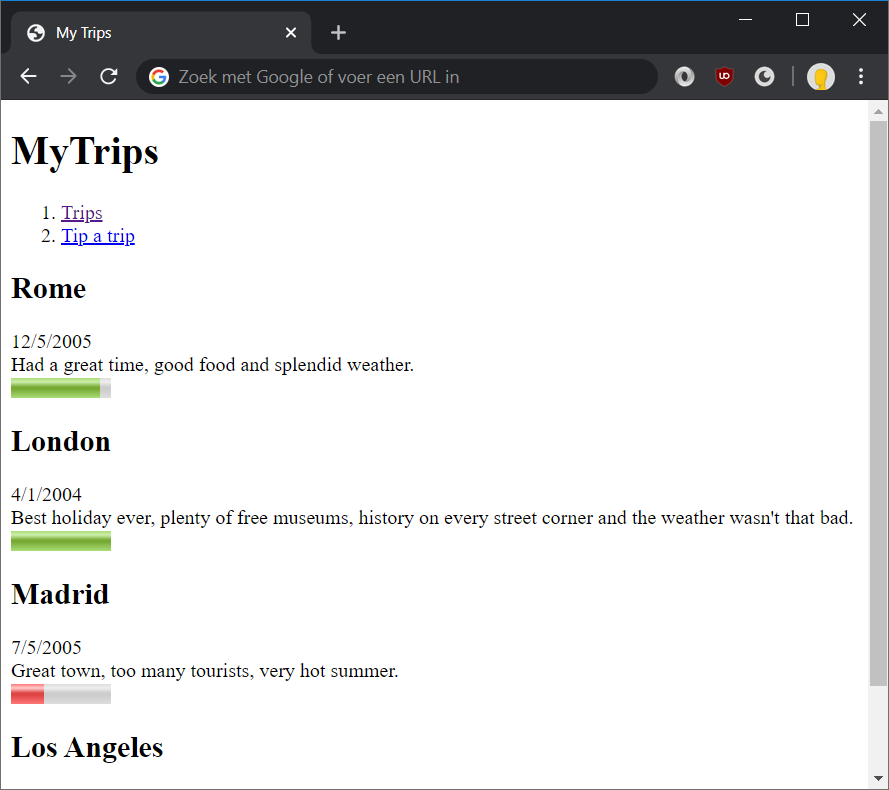 My Trips
Zoek met Google of voer een URL in
MyTrips
1. Trips
2. Tip a trip
Rome
12/5/2005
Had a great time, good food and splendid weather.
London
4/1/2004
Best holiday ever, plenty of free museums, history on every street corner and the weather wasn't that bad.
Madrid
7/5/2005
Great town, too many tourists, very hot summer.
Los Angeles